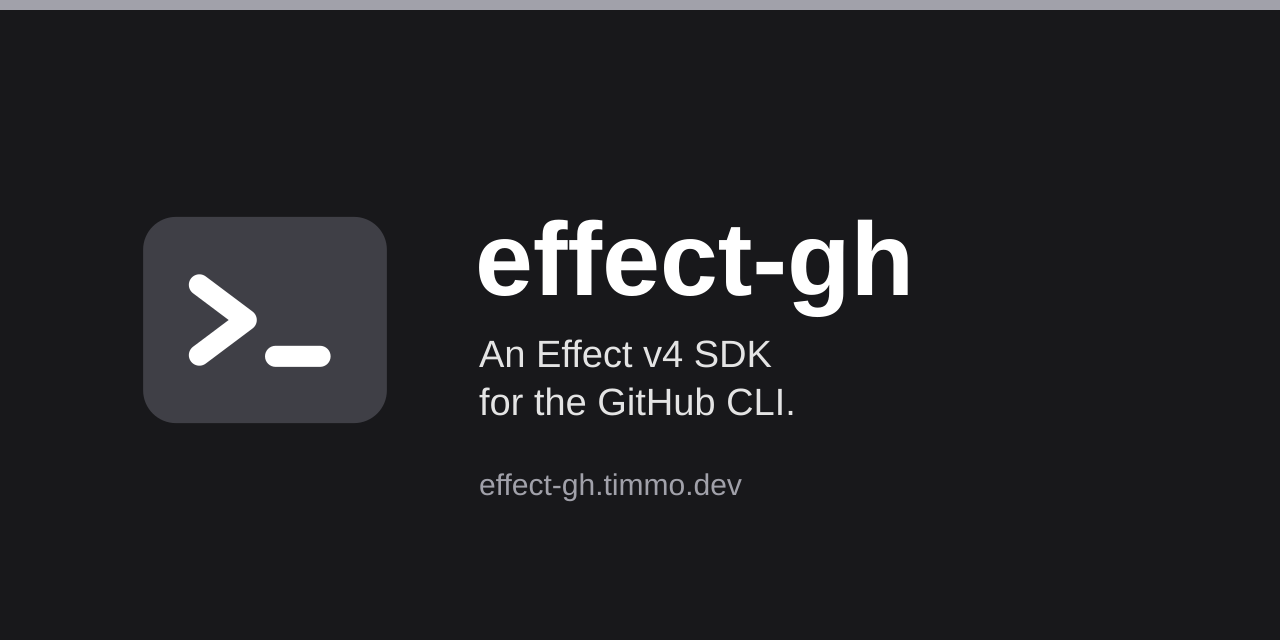 effect-gh
An Effect v4 SDK
for the GitHub CLI.
effect-gh.timmo.dev